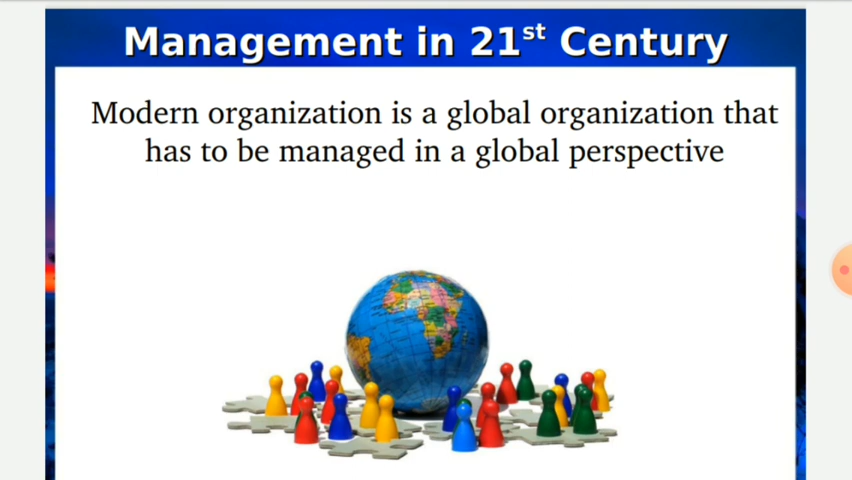 Management in 21st Century
Modern organization is a global organization that
has to be managed in a global perspective